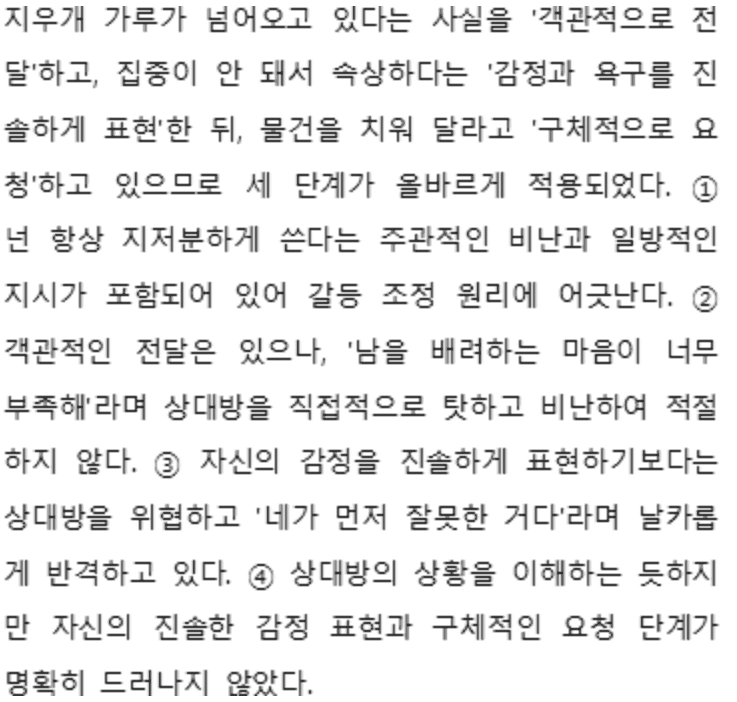 지우개 가루가 넘어오고 있다는 사실을 '객관적으로 전
달'하고, 집중이 안 돼서 속상하다는 '감정과 욕구를 진
솔하게 표현'한 뒤, 물건을 치워 달라고 '구체적으로 요
청'하고 있으므로 세 단계가 올바르게 적용되었다. ①
넌 항상 지저분하게 쓴다는 주관적인 비난과 일방적인
지시가 포함되어 있어 갈등 조정 원리에 어긋난다. ②
객관적인 전달은 있으나, '남을 배려하는 마음이 너무
부족해'라며 상대방을 직접적으로 탓하고 비난하여 적절
하지 않다. ③ 자신의 감정을 진솔하게 표현하기보다는
상대방을 위협하고 '네가 먼저 잘못한 거다'라며 날카롭
게 반격하고 있다. ④ 상대방의 상황을 이해하는 듯하지
만 자신의 진솔한 감정 표현과 구체적인 요청 단계가
명확히 드러나지 않았다.